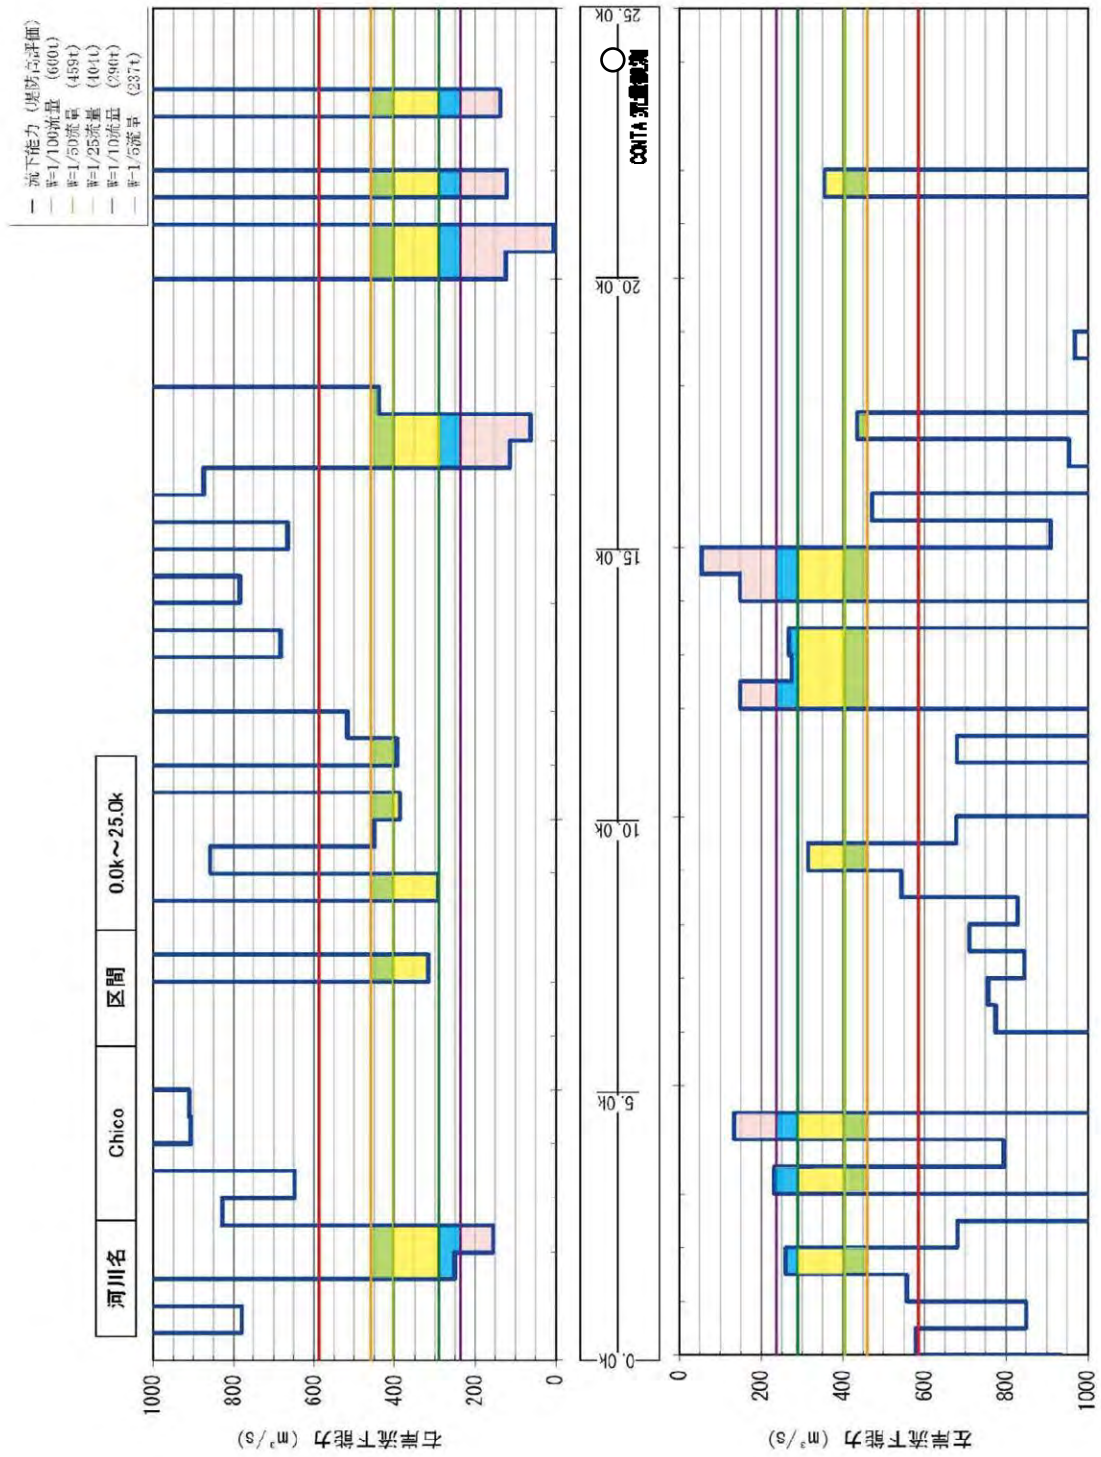 河川名 Chico 区間 0.0k～25.0k
流下能力 (堤防高評価)
W=1/100流量 (600t)
W=1/50流量 (459t)
W=1/25流量 (404t)
W=1/10流量 (290t)
W=1/5流量 (237t)
右岸流下能力 (m³/s)
1000
800
600
400
200
0
0.0k 5.0k 10.0k 15.0k 20.0k 25.0k
CONTA
左岸流下能力 (m³/s)
0
200
400
600
800
1000